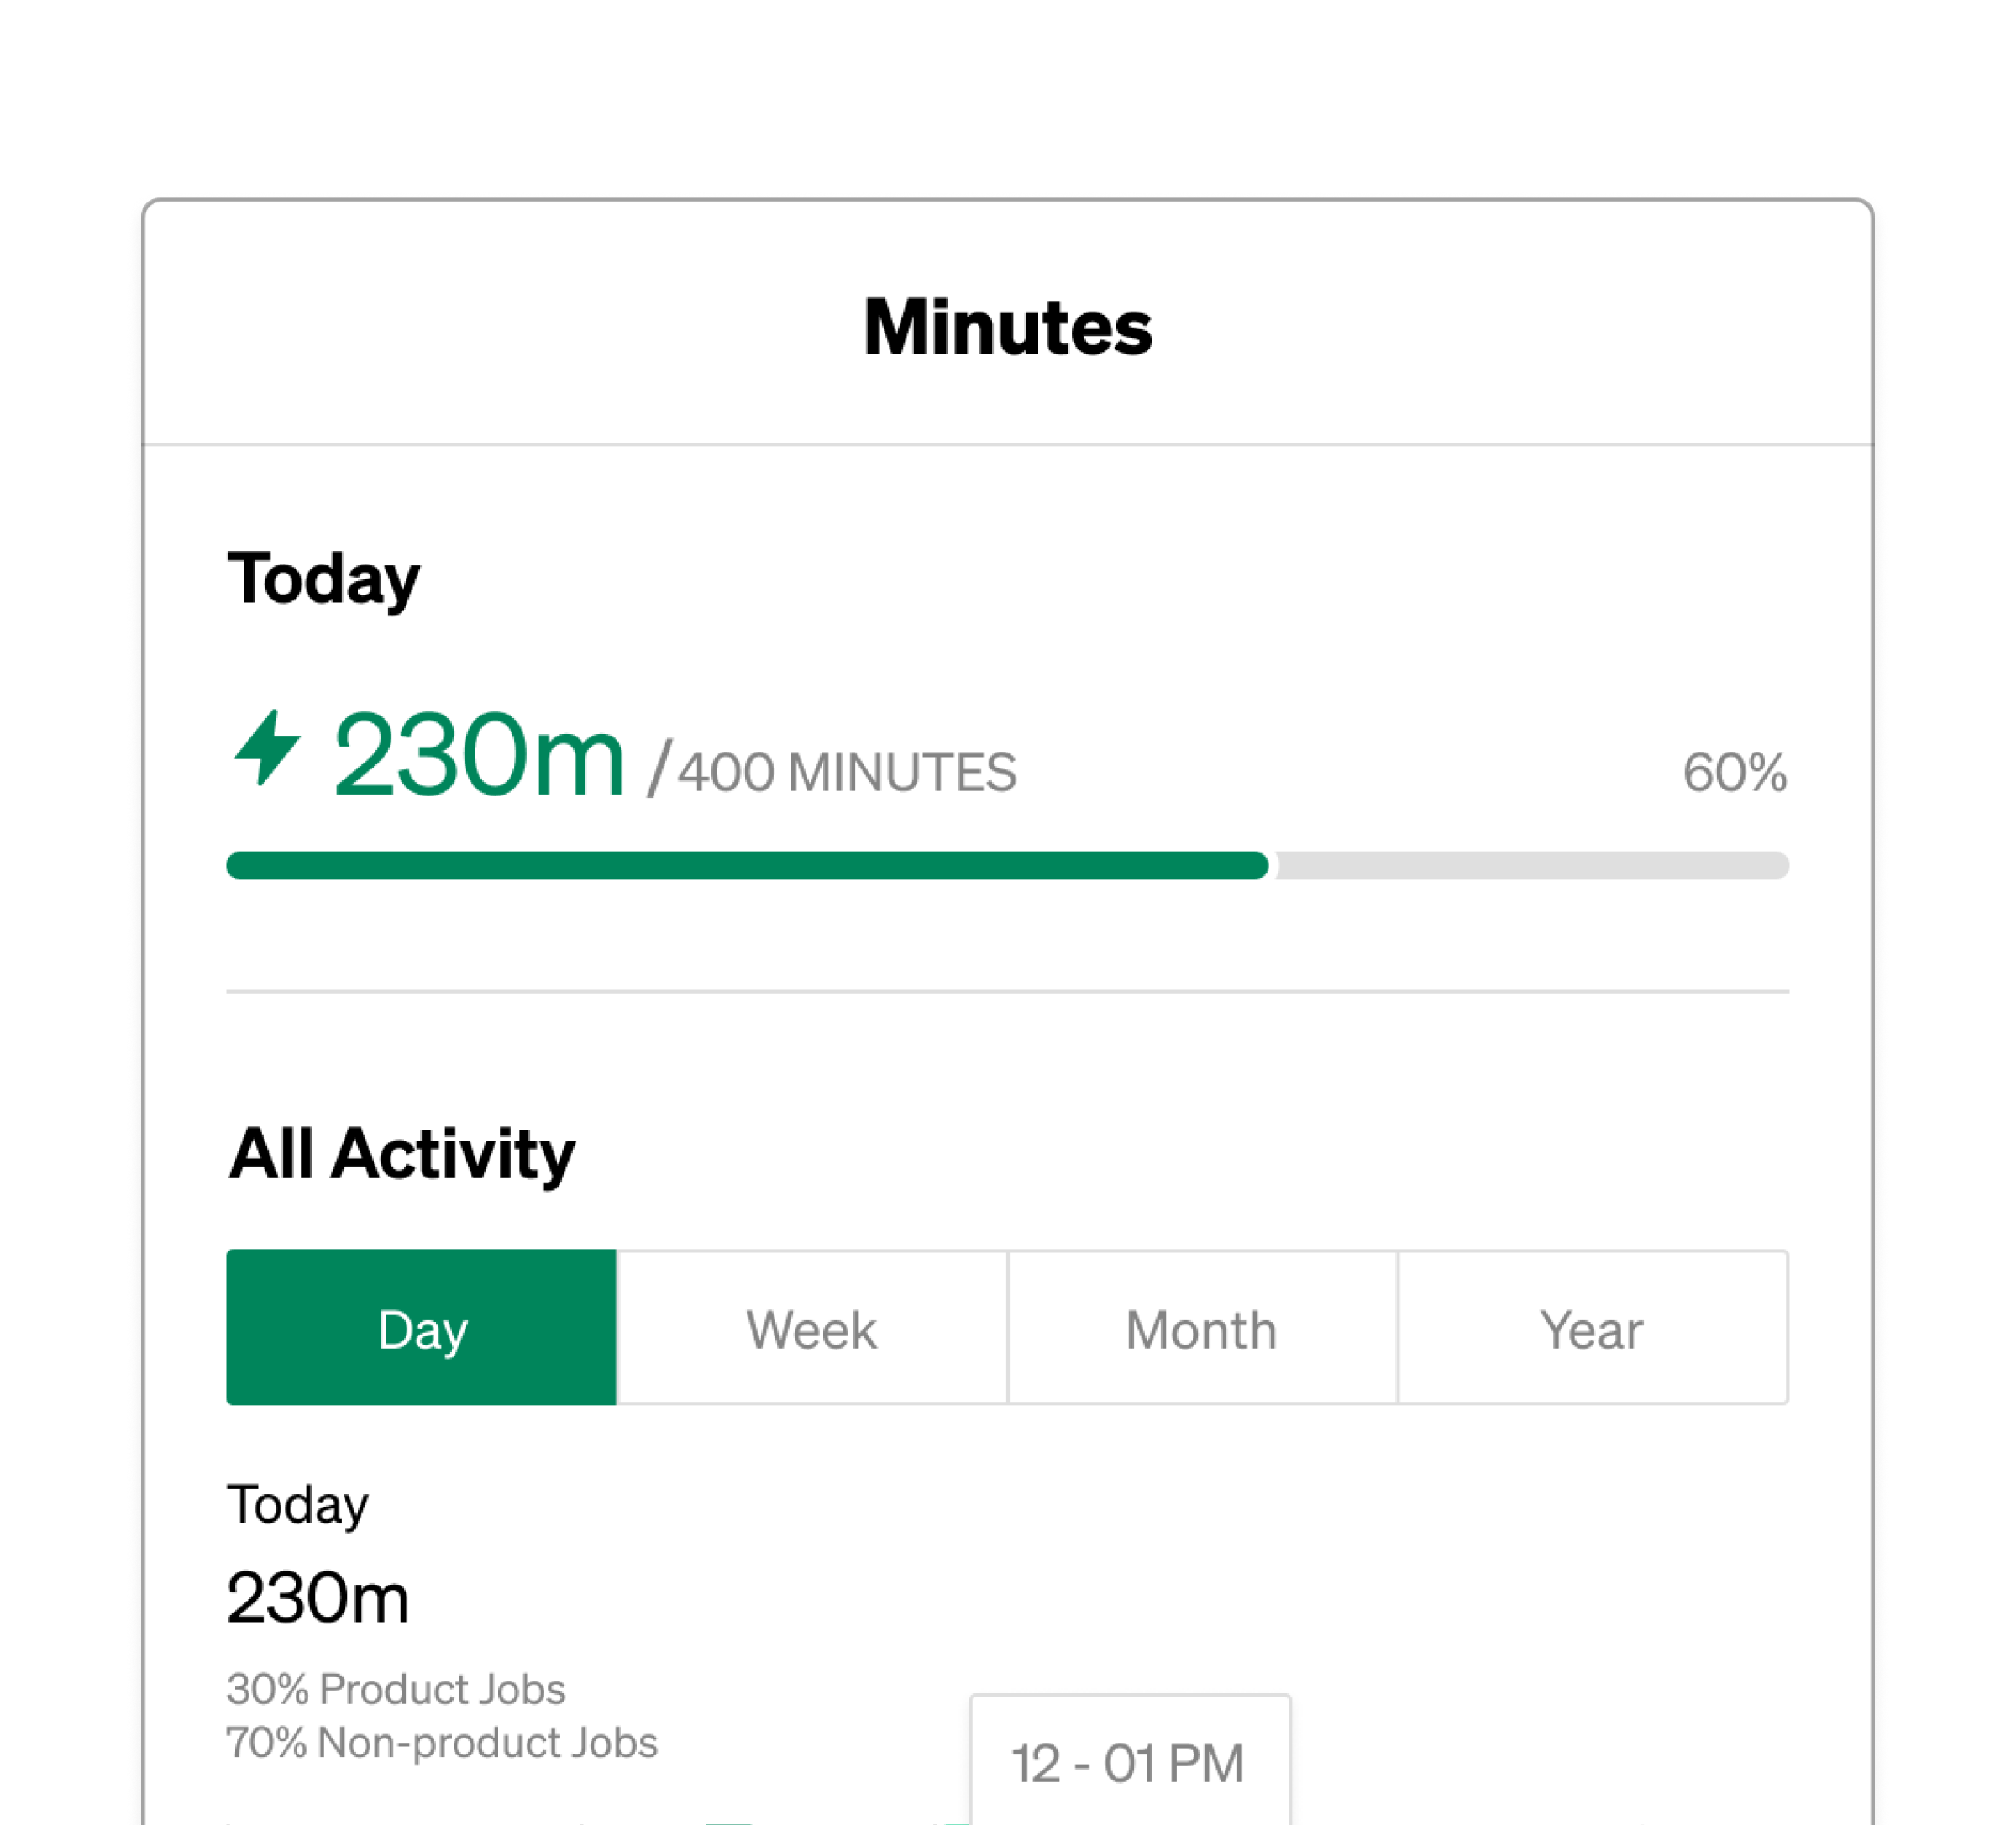 Minutes
Today
230m /400 MINUTES 60%
All Activity
Day Week Month Year
Today
230m
30% Product Jobs
70% Non-product Jobs
12 - 01 PM